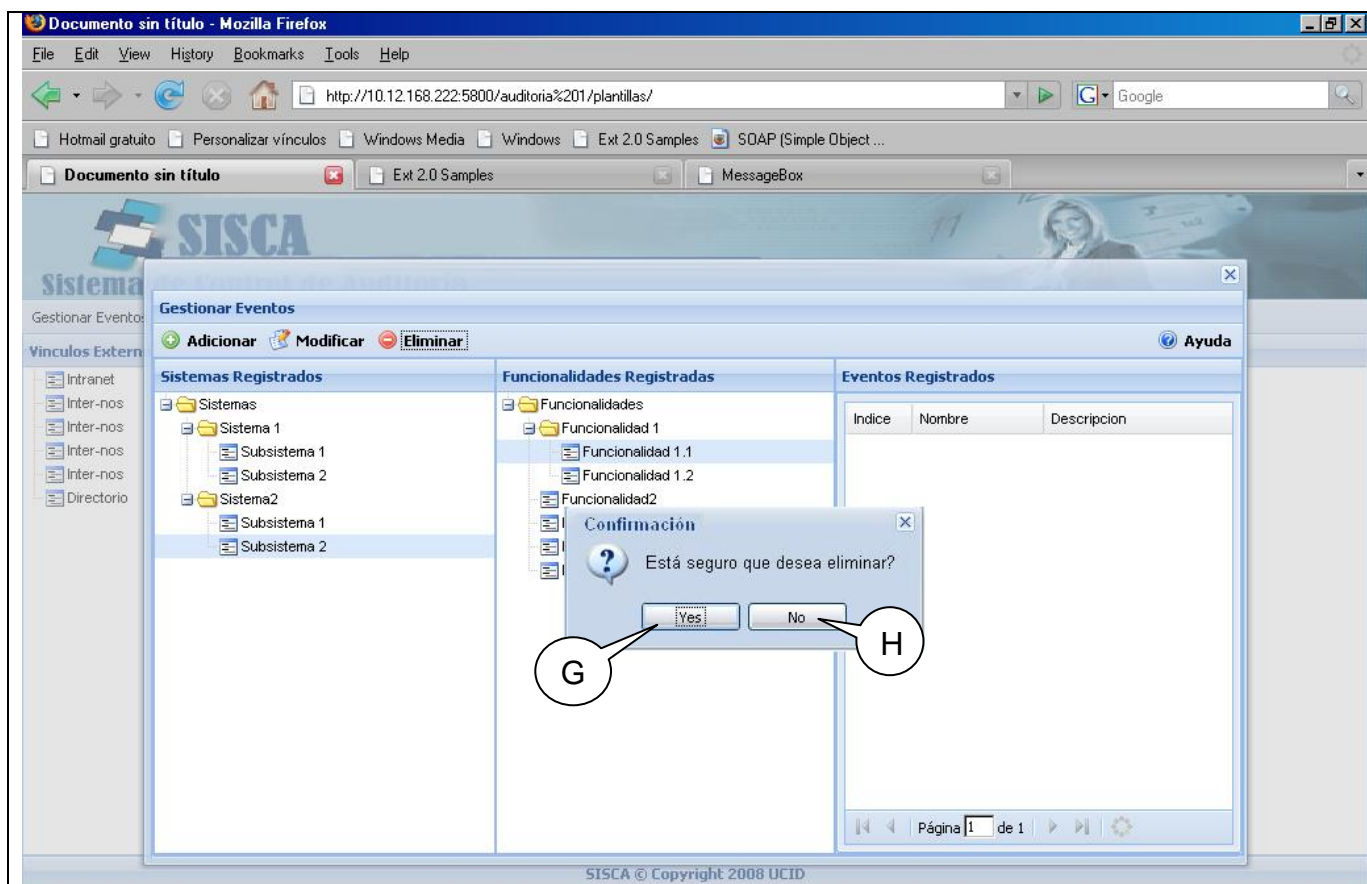 Documento sin título - Mozilla Firefox
File Edit View History Bookmarks Tools Help
http://10.12.168.222:5800/auditoria%201/plantillas/
Google
Hotmail gratuito Personalizar vínculos Windows Media Windows Ext 2.0 Samples SOAP (Simple Object ...
Documento sin título Ext 2.0 Samples MessageBox
SISCA
Sistema de Control de Auditoria
Gestionar Evento
Gestionar Eventos
Adicionar Modificar Eliminar Ayuda
Vinculos Extern
Intranet
Inter-nos
Inter-nos
Inter-nos
Inter-nos
Directorio
Sistemas Registrados
Sistemas
Sistema 1
Subsistema 1
Subsistema 2
Sistema2
Subsistema 1
Subsistema 2
Funcionalidades Registradas
Funcionalidades
Funcionalidad 1
Funcionalidad 1.1
Funcionalidad 1.2
Funcionalidad2
Eventos Registrados
Indice Nombre Descripcion
Confirmación
Está seguro que desea eliminar?
Yes No
G
H
Página 1 de 1
SISCA © Copyright 2008 UCID